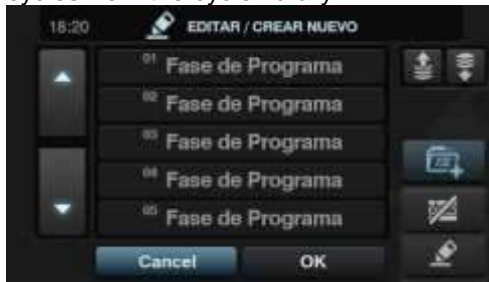 18:20 EDITAR / CREAR NUEVO
01 Fase de Programa
02 Fase de Programa
03 Fase de Programa
04 Fase de Programa
05 Fase de Programa
Cancel OK